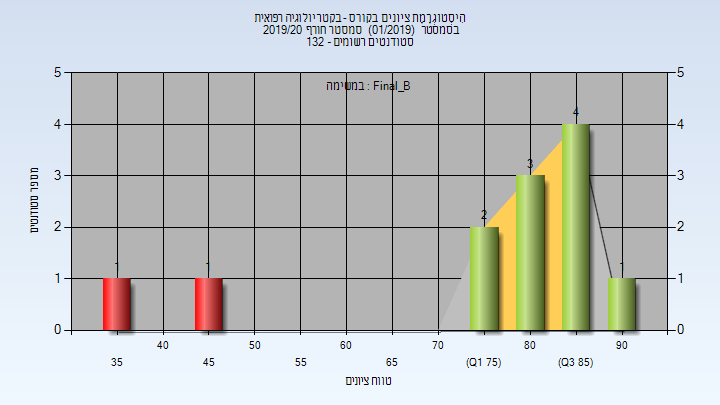 היסטוגרמת ציונים בקורס - בקטריולוגיה רפואית
בסמסטר (01/2019) סמסטר חורף 2019/20
סטודנטים רשומים - 132
במשימה : Final_B
מספר סטודנטים
5 5
4 4
3 3
2 2
1 1
0 0
1 1 2 3 4 1
40 50 60 70 80 90
35 45 55 65 (Q1 75) (Q3 85)
טווח ציונים